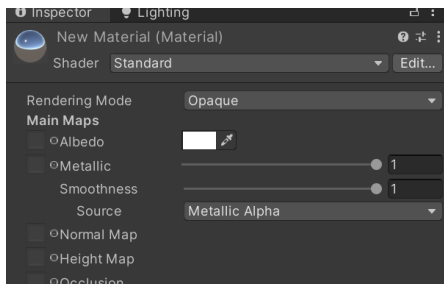 Inspector Lighting
New Material (Material)
Shader Standard Edit...
Rendering Mode Opaque
Main Maps
Albedo
Metallic 1
Smoothness 1
Source Metallic Alpha
Normal Map
Height Map
Occlusion